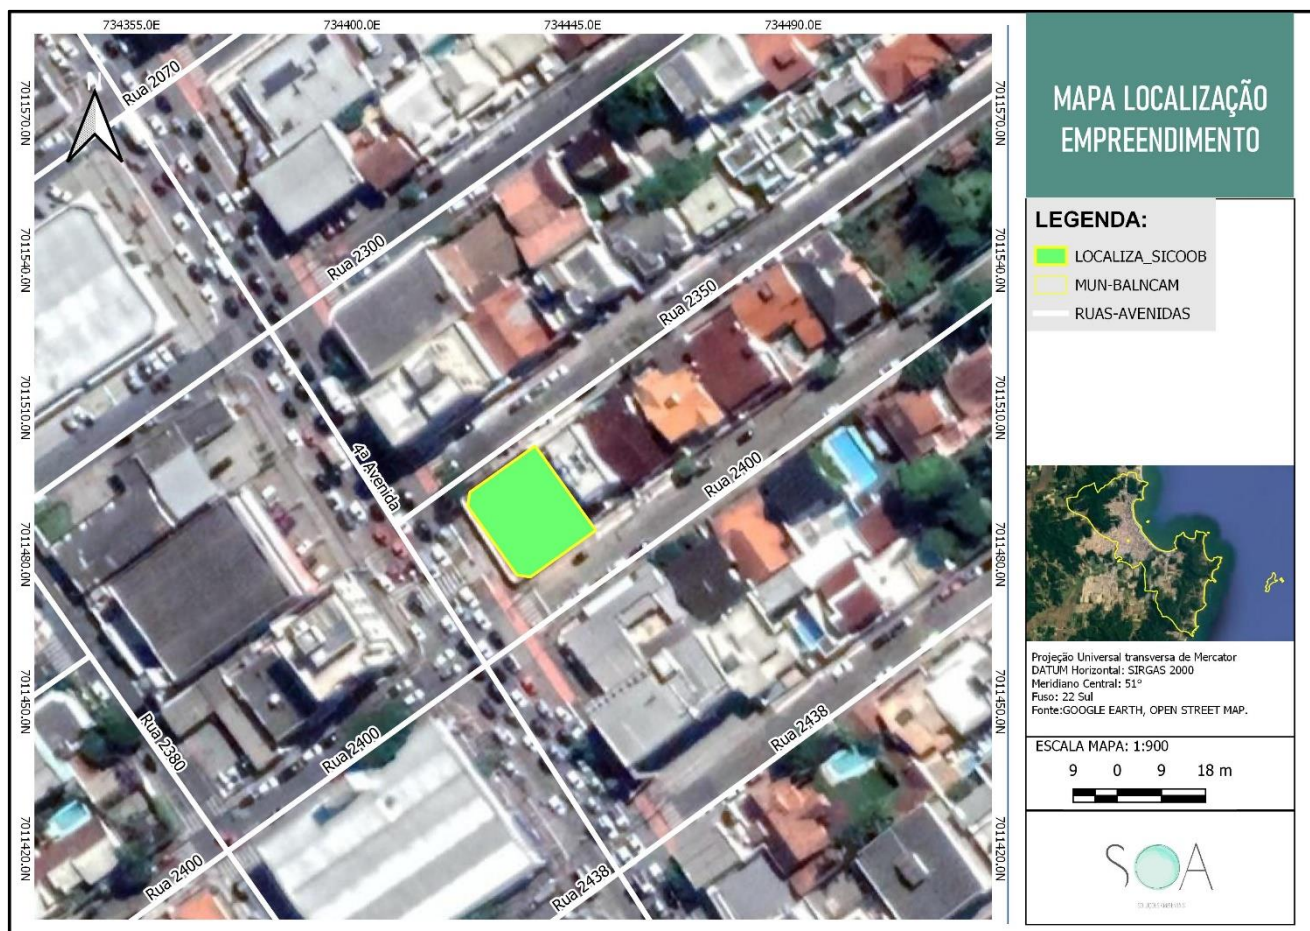 734355.0E
734400.0E
734445.0E
734490.0E
7011570.0N
7011540.0N
7011510.0N
7011480.0N
7011450.0N
7011420.0N
7011570.0N
7011540.0N
7011510.0N
7011480.0N
7011450.0N
7011420.0N
N
Rua 2070
Rua 2300
Rua 2350
4ª Avenida
Rua 2400
Rua 2438
Rua 2380
Rua 2400
Rua 2400
Rua 2438
MAPA LOCALIZAÇÃO
EMPREENDIMENTO
LEGENDA:
LOCALIZA_SICOOB
MUN-BALNCAM
RUAS-AVENIDAS
Projeção Universal transversa de Mercator
DATUM Horizontal: SIRGAS 2000
Meridiano Central: 51°
Fuso: 22 Sul
Fonte:GOOGLE EARTH, OPEN STREET MAP.
ESCALA MAPA: 1:900
9 0 9 18 m
SOA